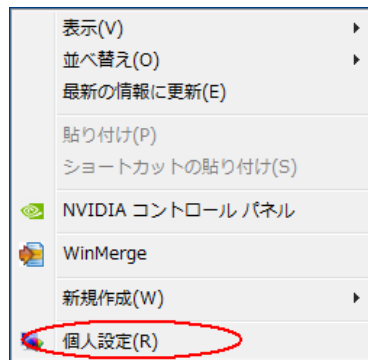 表示(V)
並べ替え(O)
最新の情報に更新(E)
貼り付け(P)
ショートカットの貼り付け(S)
NVIDIA コントロール パネル
WinMerge
新規作成(W)
個人設定(R)